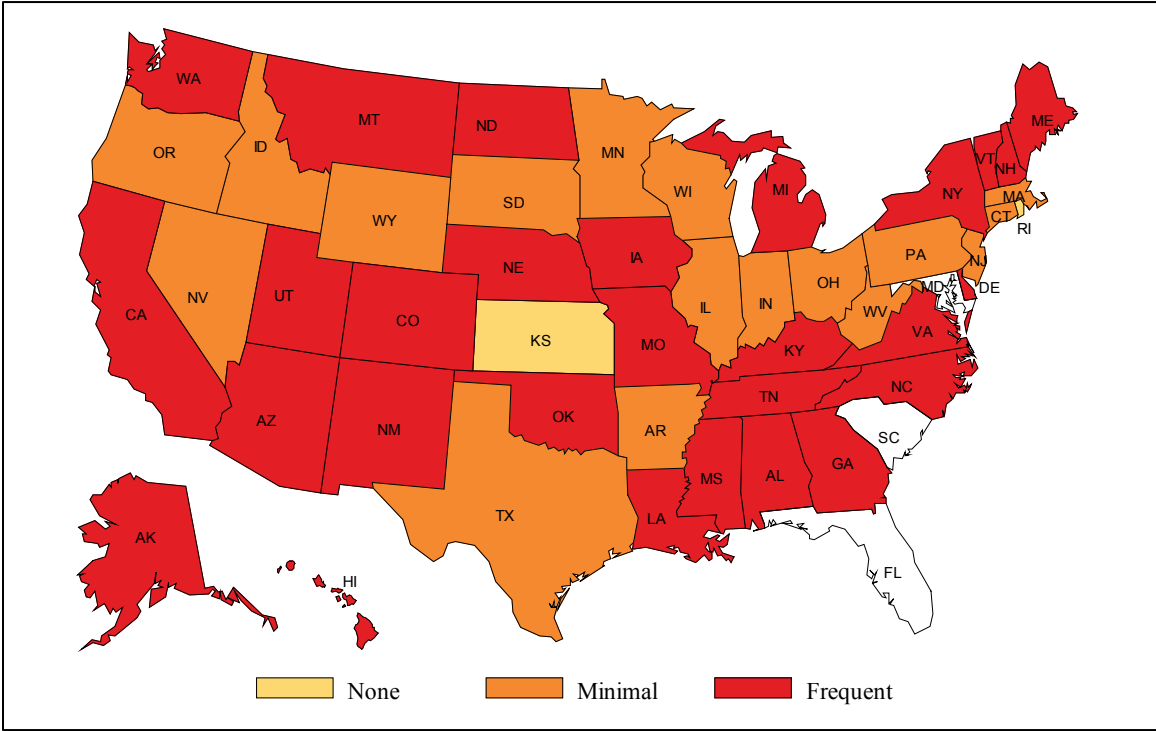 WA
MT
ND
MN
ME
VT
NH
OR
ID
WI
MI
NY
MA
SD
WY
CT
RI
PA
NJ
IA
NE
NV
UT
OH
IL
IN
MD
DE
CA
CO
WV
VA
KS
MO
KY
NC
TN
AZ
NM
OK
AR
SC
MS
AL
GA
TX
LA
AK
FL
HI
None
Minimal
Frequent